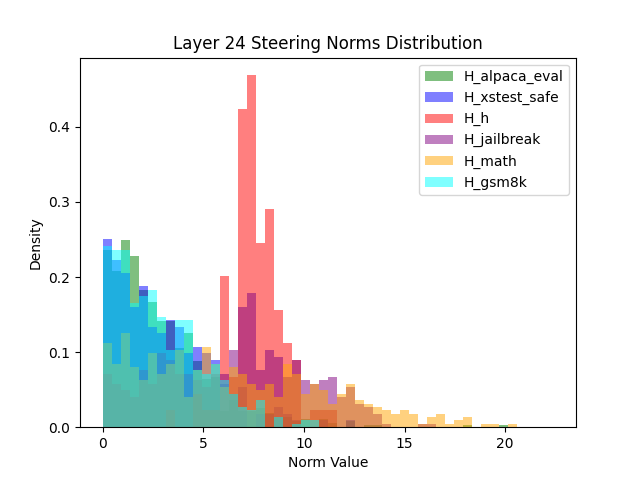 Layer 24 Steering Norms Distribution
H_alpaca_eval
H_xstest_safe
H_h
H_jailbreak
H_math
H_gsm8k
Density
0.4
0.3
0.2
0.1
0.0
0 5 10 15 20
Norm Value